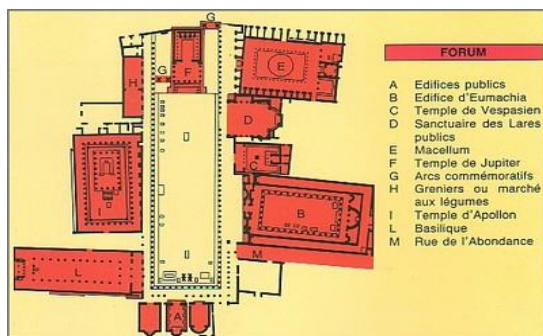 G
G
F
E
H
D
C
I
B
L
M
A
FORUM
A Edifices publics
B Edifice d'Eumachia
C Temple de Vespasien
D Sanctuaire des Lares
publics
E Macellum
F Temple de Jupiter
G Arcs commémoratifs
H Greniers ou marché
aux légumes
I Temple d'Apollon
L Basilique
M Rue de l'Abondance